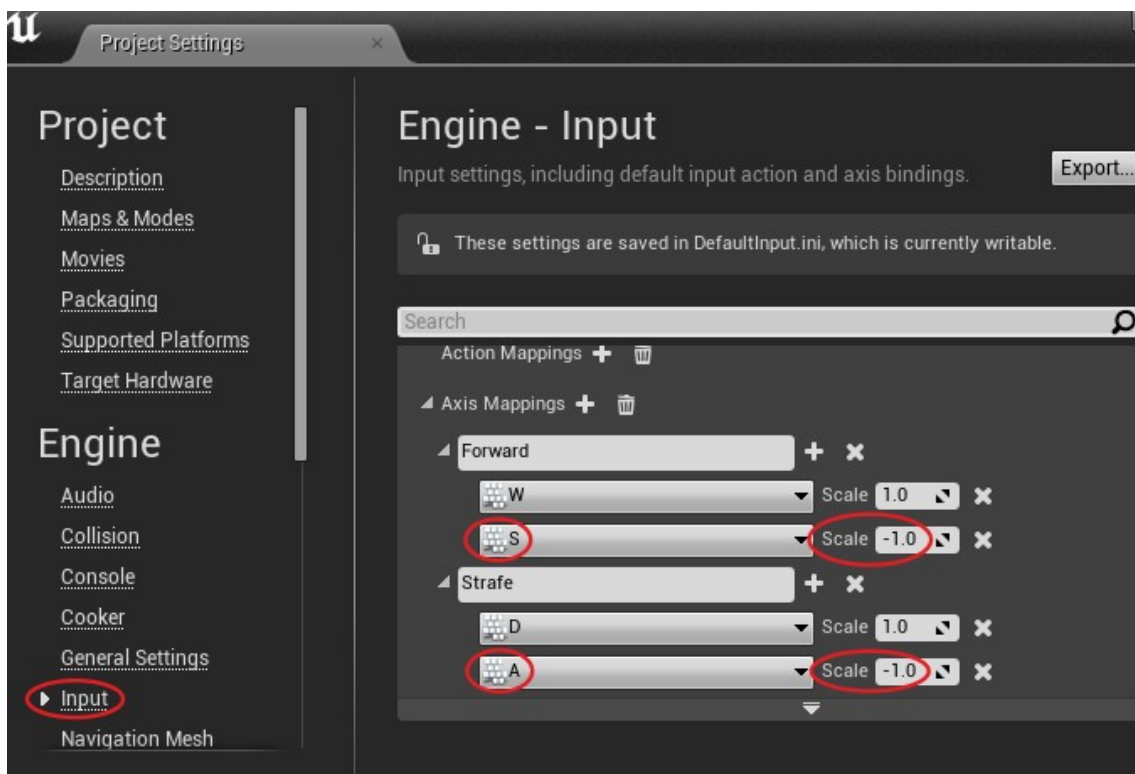 Project Settings
Project
Description
Maps & Modes
Movies
Packaging
Supported Platforms
Target Hardware
Engine
Audio
Collision
Console
Cooker
General Settings
Input
Navigation Mesh
Engine - Input
Input settings, including default input action and axis bindings.
Export...
These settings are saved in DefaultInput.ini, which is currently writable.
Search
Action Mappings
Axis Mappings
Forward
W Scale 1.0
S Scale -1.0
Strafe
D Scale 1.0
A Scale -1.0